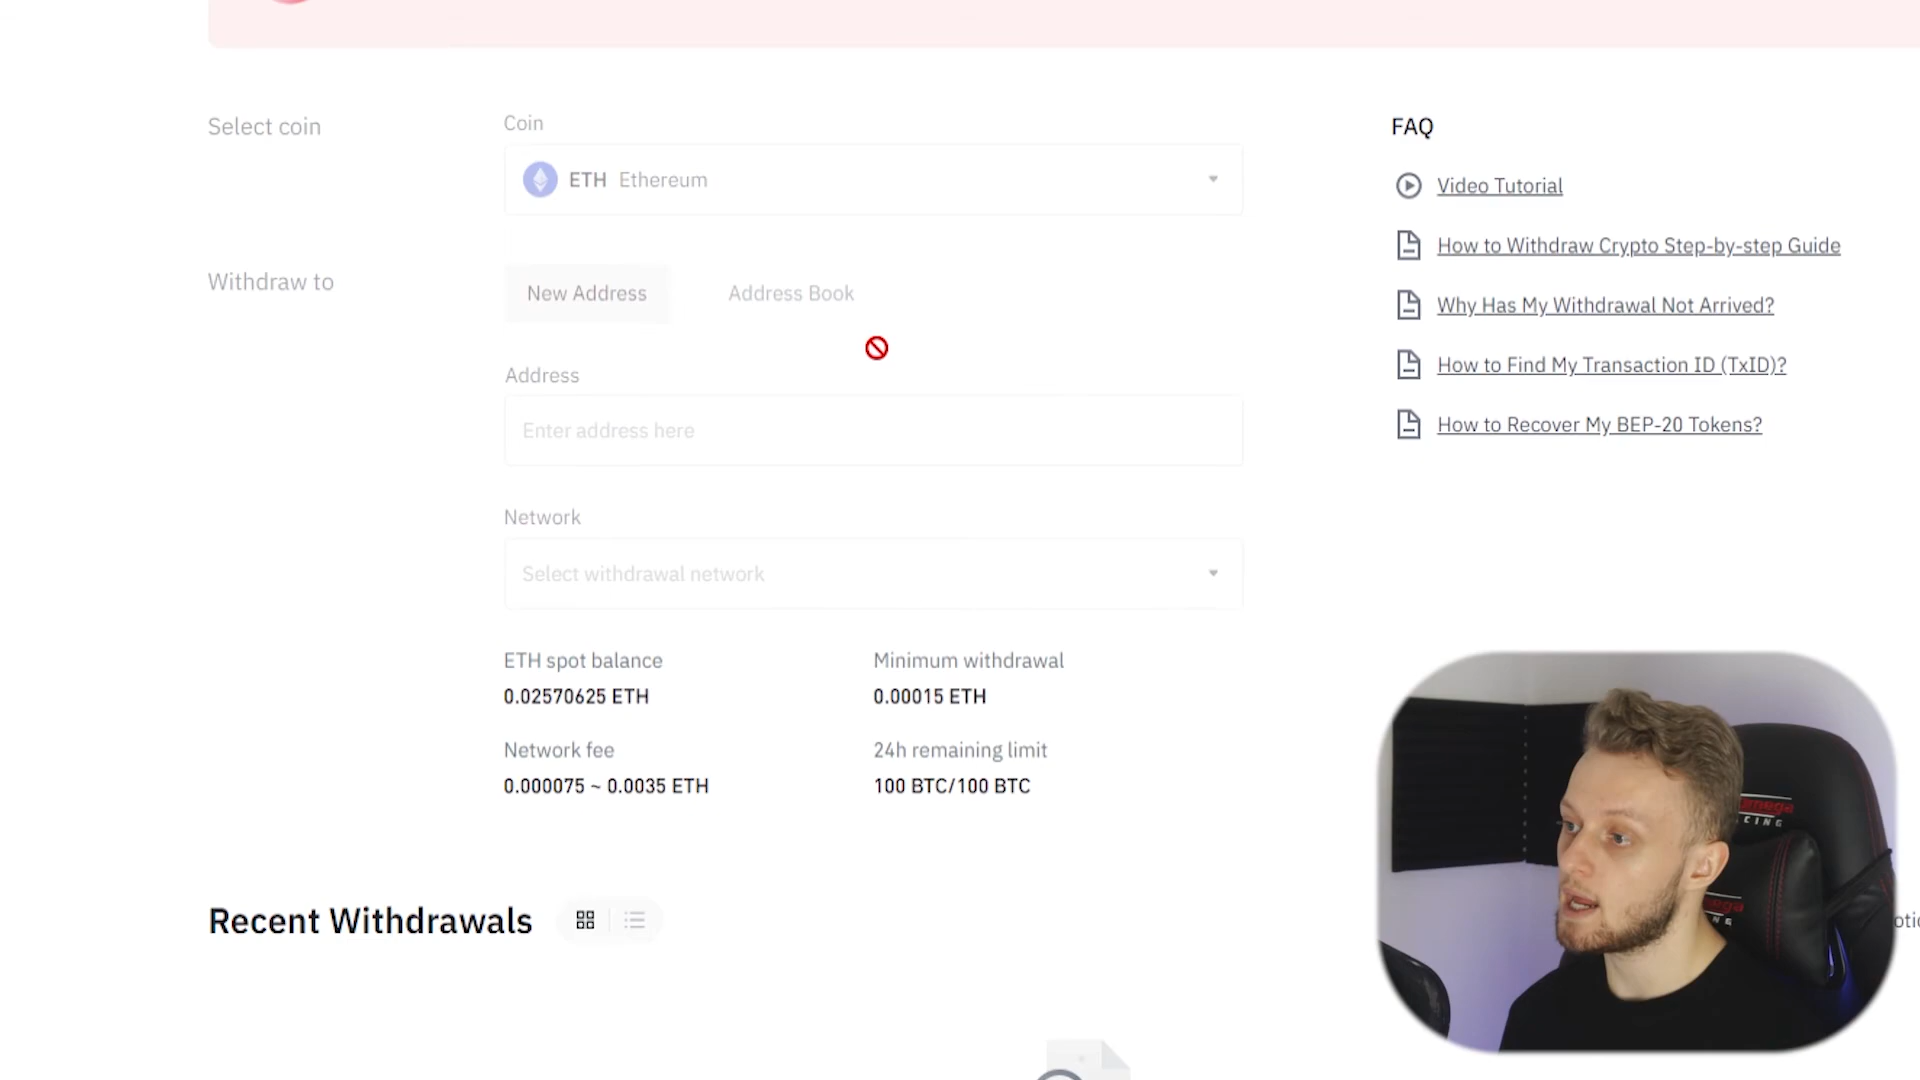 Select coin
Coin
ETH Ethereum
Withdraw to
New Address
Address Book
Address
Enter address here
Network
Select withdrawal network
ETH spot balance
0.02570625 ETH
Minimum withdrawal
0.00015 ETH
Network fee
0.000075 ~ 0.0035 ETH
24h remaining limit
100 BTC/100 BTC
Recent Withdrawals
FAQ
Video Tutorial
How to Withdraw Crypto Step-by-step Guide
Why Has My Withdrawal Not Arrived?
How to Find My Transaction ID (TxID)?
How to Recover My BEP-20 Tokens?